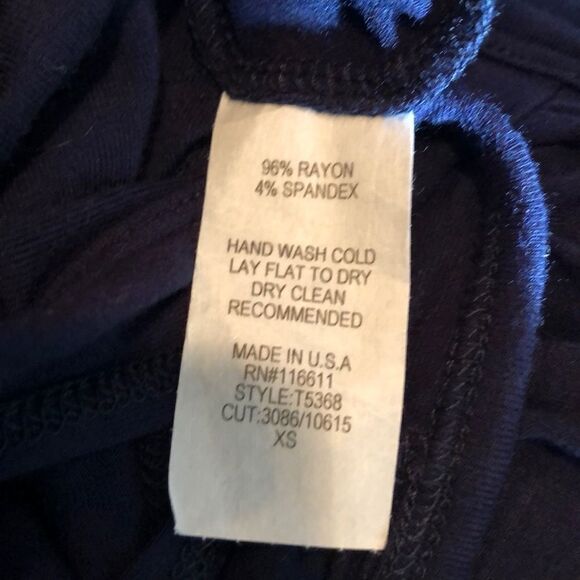 96% RAYON
4% SPANDEX
HAND WASH COLD
LAY FLAT TO DRY
DRY CLEAN
RECOMMENDED
MADE IN U.S.A
RN#116611
STYLE:T5368
CUT:3086/10615
XS